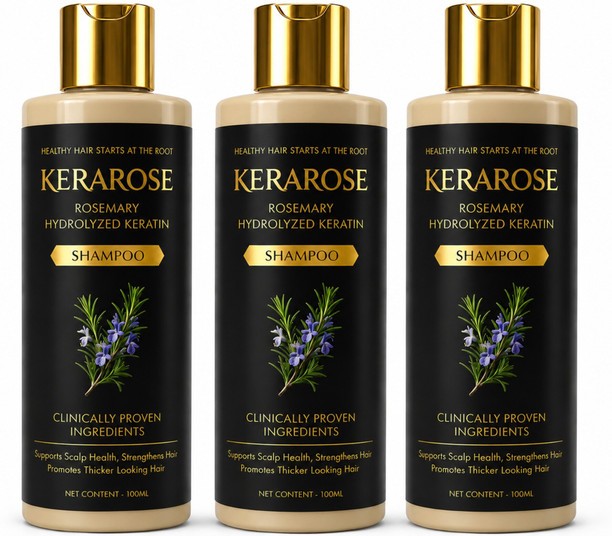 HEALTHY HAIR STARTS AT THE ROOT
KERAROSE
ROSEMARY
HYDROLYZED KERATIN
SHAMPOO
CLINICALLY PROVEN
INGREDIENTS
Supports Scalp Health, Strengthens Hair
Promotes Thicker Looking Hair
NET CONTENT - 100ML
HEALTHY HAIR STARTS AT THE ROOT
KERAROSE
ROSEMARY
HYDROLYZED KERATIN
SHAMPOO
CLINICALLY PROVEN
INGREDIENTS
Supports Scalp Health, Strengthens Hair
Promotes Thicker Looking Hair
NET CONTENT - 100ML
HEALTHY HAIR STARTS AT THE ROOT
KERAROSE
ROSEMARY
HYDROLYZED KERATIN
SHAMPOO
CLINICALLY PROVEN
INGREDIENTS
Supports Scalp Health, Strengthens Hair
Promotes Thicker Looking Hair
NET CONTENT - 100ML